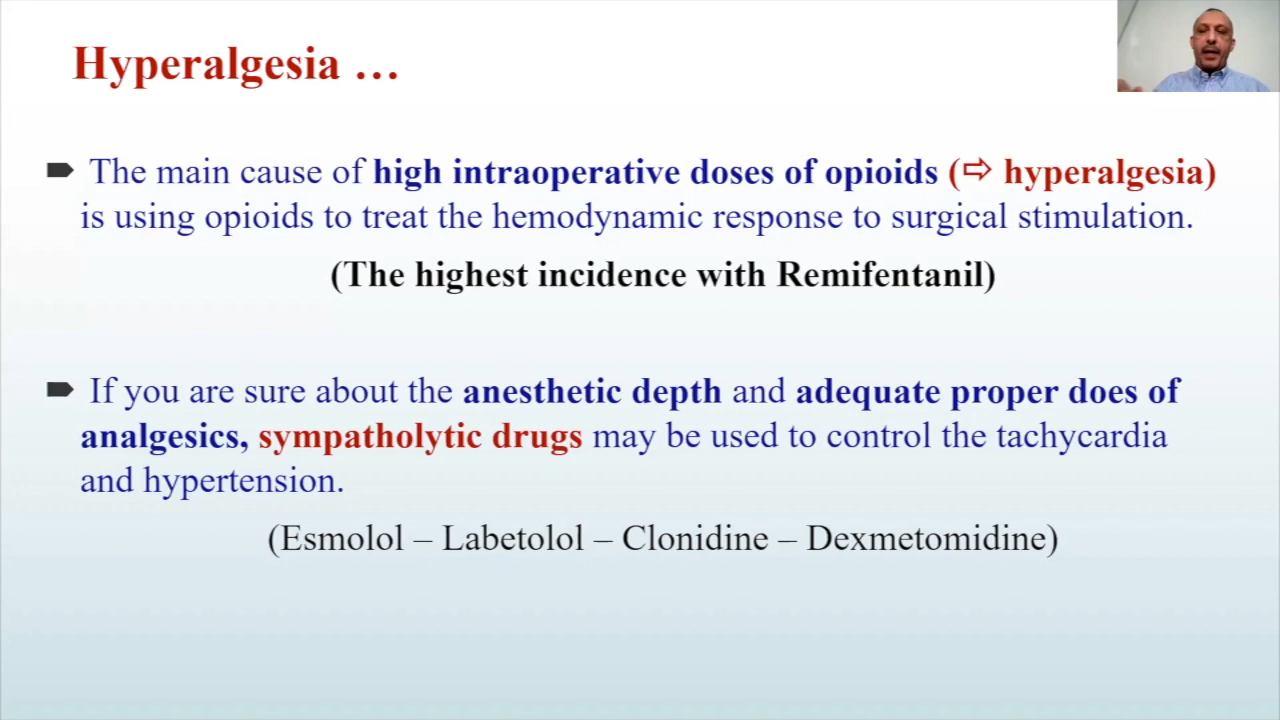 Hyperalgesia …
The main cause of high intraoperative doses of opioids (⇨ hyperalgesia)
is using opioids to treat the hemodynamic response to surgical stimulation.
(The highest incidence with Remifentanil)
If you are sure about the anesthetic depth and adequate proper does of
analgesics, sympatholytic drugs may be used to control the tachycardia
and hypertension.
(Esmolol – Labetolol – Clonidine – Dexmetomidine)